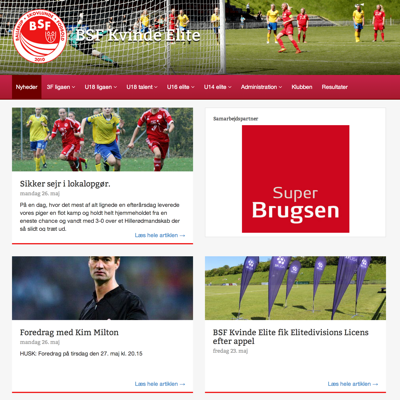 BSF
2010
BSF Kvinde Elite
Nyheder
3F ligaen
U18 ligaen
U16 talent
U16 elite
U14 elite
Administration
Klubben
Resultater
Sikker sejr i lokalopgør.
mandag 26. maj
På en dag, hvor det mest af alt lignede en efterårsdag leverede
vores piger en flot kamp og holdt helt hjemmeholdet fra en
eneste chance og vandt med 3-0 over et Hillerødmandskab der
så slidt og træt ud.
Læs hele artiklen →
Samarbejdspartner
Super
Brugsen
Foredrag med Kim Milton
mandag 26. maj
HUSK: Foredrag på tirsdag den 27. maj kl. 20.15
Læs hele artiklen →
BSF Kvinde Elite fik Elitedivisions Licens
efter appel
fredag 23. maj
Læs hele artiklen →